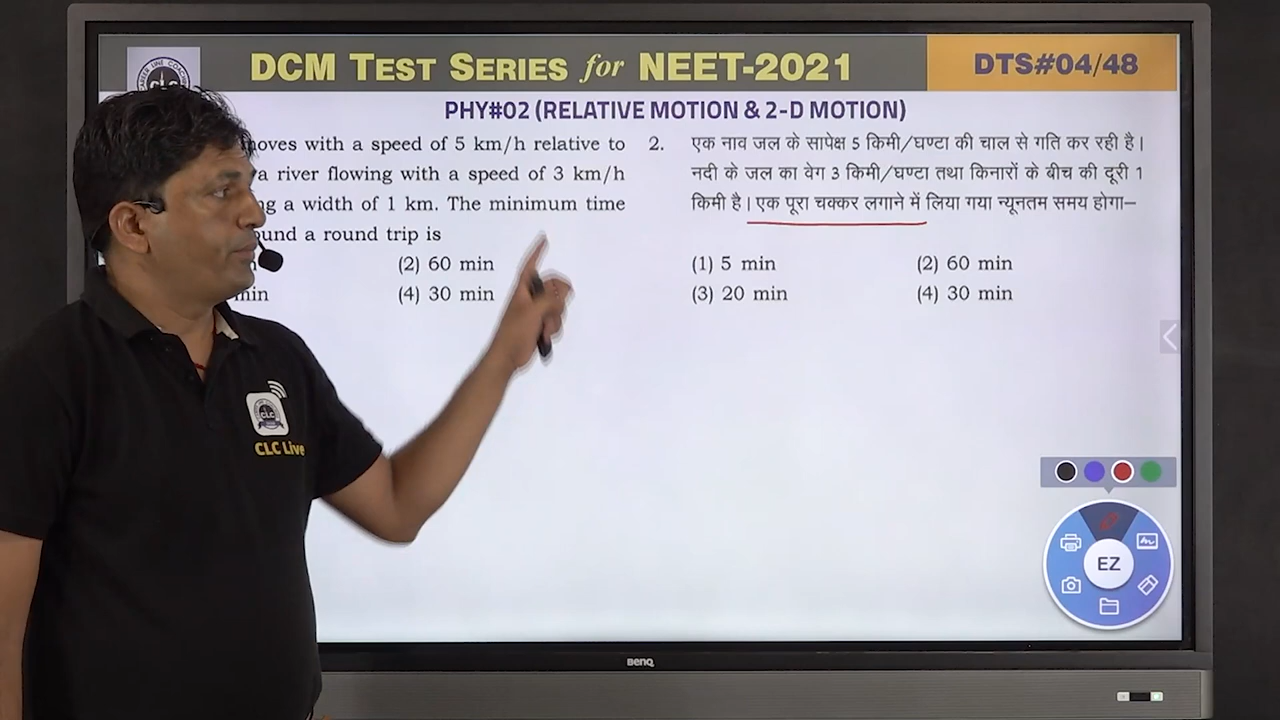 DCM TEST SERIES for NEET-2021
DTS#04/48
PHY#02 (RELATIVE MOTION & 2-D MOTION)
moves with a speed of 5 km/h relative to
a river flowing with a speed of 3 km/h
a width of 1 km. The minimum time
a round trip is
(2) 60 min
min
(4) 30 min
2. एक नाव जल के सापेक्ष 5 किमी/घण्टा की चाल से गति कर रही है।
नदी के जल का वेग 3 किमी/घण्टा तथा किनारों के बीच की दूरी 1
किमी है। एक पूरा चक्कर लगाने में लिया गया न्यूनतम समय होगा–
(1) 5 min
(2) 60 min
(3) 20 min
(4) 30 min
CLC
CLC Live
EZ
BenQ